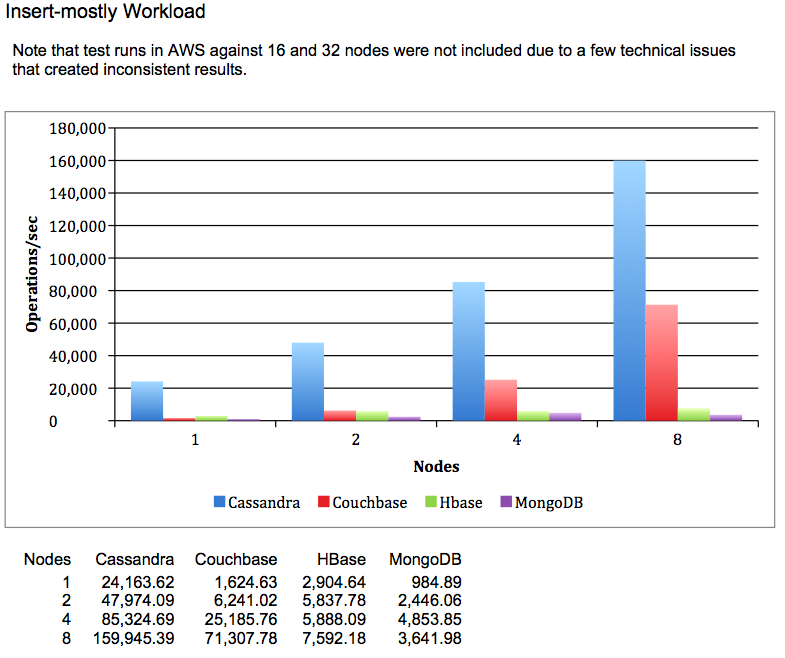 Insert-mostly Workload
Note that test runs in AWS against 16 and 32 nodes were not included due to a few technical issues
that created inconsistent results.
180,000
160,000
140,000
120,000
100,000
80,000
60,000
40,000
20,000
0
Operations/sec
1 2 4 8
Nodes
Cassandra Couchbase Hbase MongoDB
Nodes Cassandra Couchbase HBase MongoDB
1 24,163.62 1,624.63 2,904.64 984.89
2 47,974.09 6,241.02 5,837.78 2,446.06
4 85,324.69 25,185.76 5,888.09 4,853.85
8 159,945.39 71,307.78 7,592.18 3,641.98